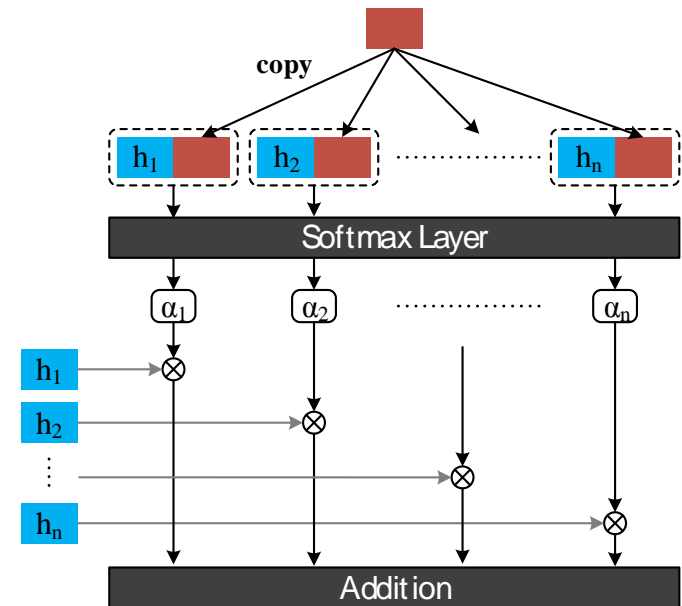 copy
h₁ h₂ hₙ
Softmax Layer
α₁ α₂ αₙ
h₁
h₂
hₙ
Addition